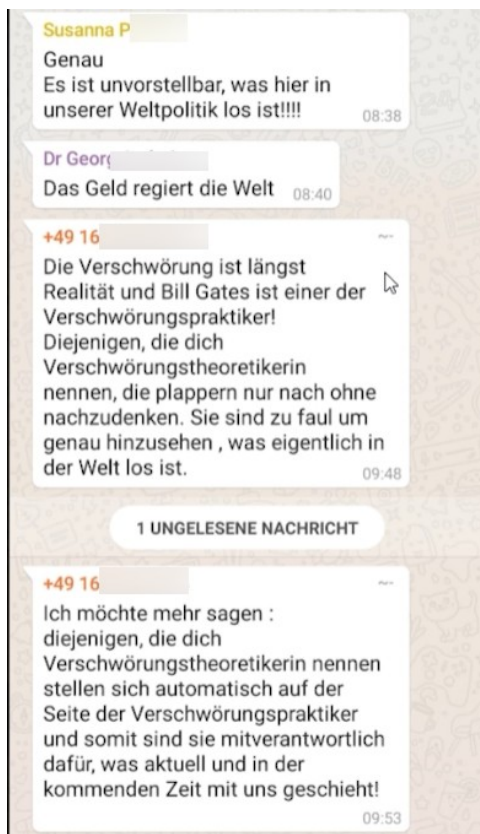 Susanna P
Genau
Es ist unvorstellbar, was hier in
unserer Weltpolitik los ist!!!!
08:38
Dr Georg
Das Geld regiert die Welt
08:40
+49 16
Die Verschwörung ist längst
Realität und Bill Gates ist einer der
Verschwörungspraktiker!
Diejenigen, die dich
Verschwörungstheoretikerin
nennen, die plappern nur nach ohne
nachzudenken. Sie sind zu faul um
genau hinzusehen , was eigentlich in
der Welt los ist.
09:48
1 UNGELESENE NACHRICHT
+49 16
Ich möchte mehr sagen :
diejenigen, die dich
Verschwörungstheoretikerin nennen
stellen sich automatisch auf der
Seite der Verschwörungspraktiker
und somit sind sie mitverantwortlich
dafür, was aktuell und in der
kommenden Zeit mit uns geschieht!
09:53